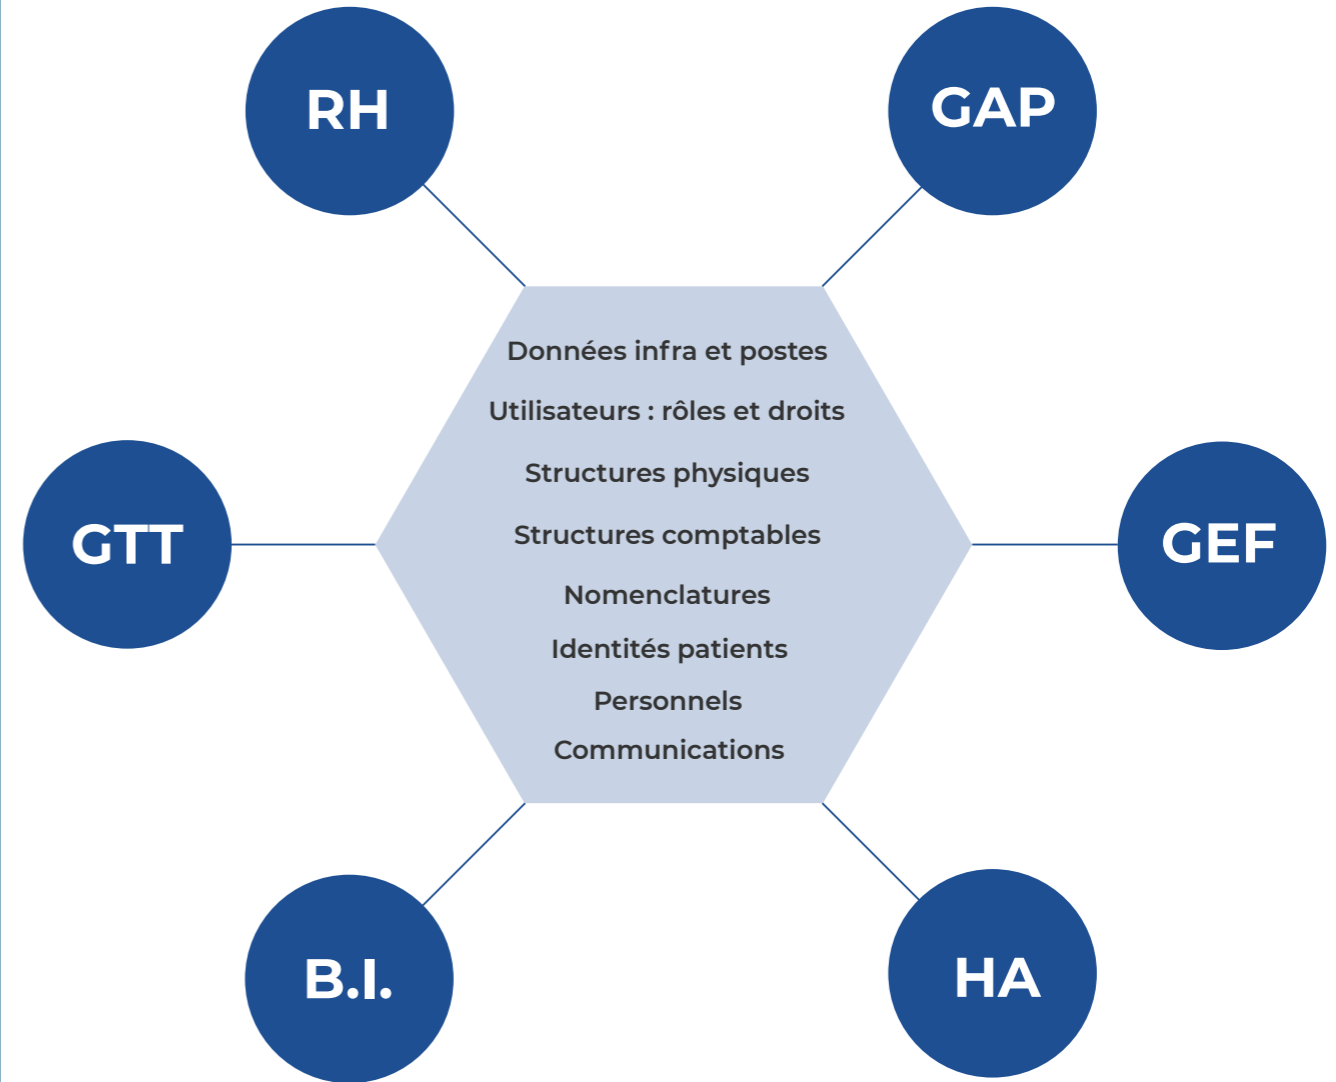 RH
GAP
Données infra et postes
Utilisateurs : rôles et droits
Structures physiques
GTT
Structures comptables
GEF
Nomenclatures
Identités patients
Personnels
Communications
B.I.
HA